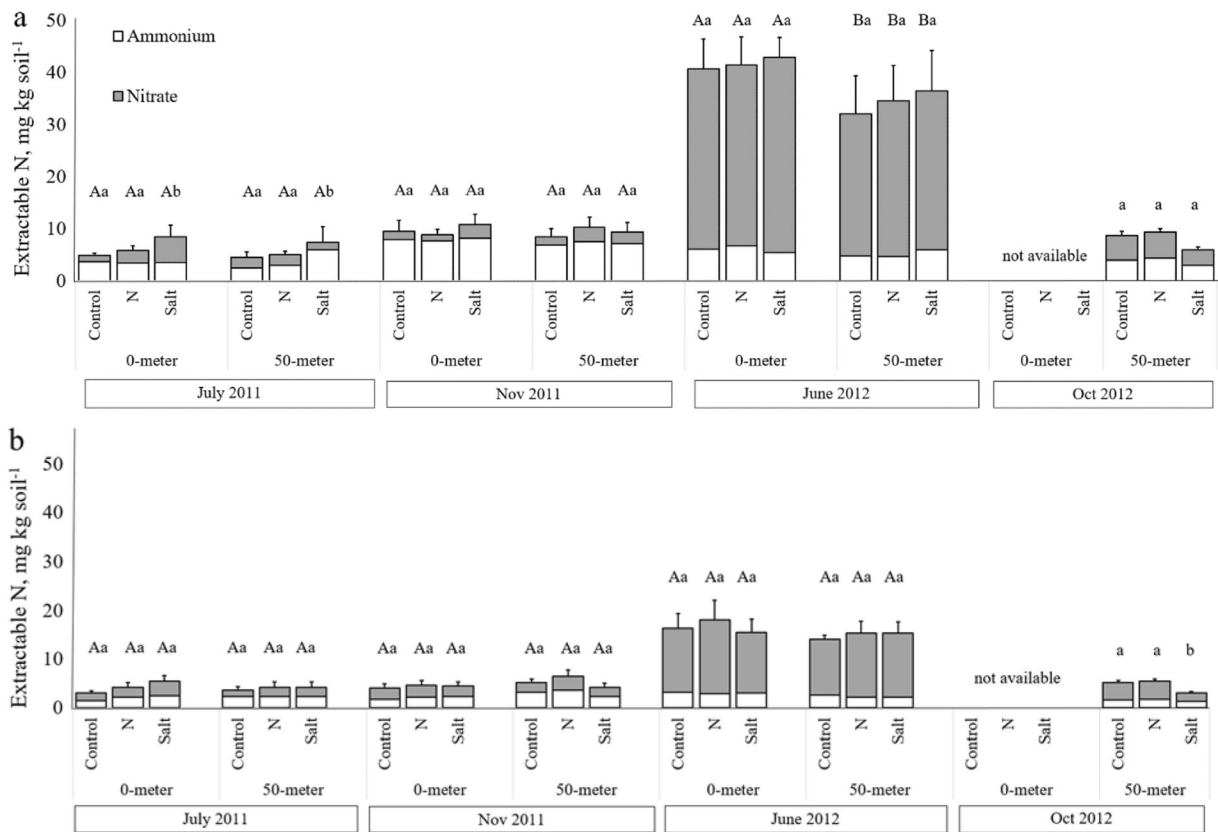 a
Extractable N, mg kg soil-1
50
40
30
20
10
0
Ammonium
Nitrate
Aa Aa Ab Aa Aa Ab Aa Aa Aa Aa Aa Aa Aa Aa Aa Ba Ba Ba a a a
not available
Control N Salt Control N Salt Control N Salt Control N Salt Control N Salt Control N Salt Control N Salt Control N Salt
0-meter 50-meter 0-meter 50-meter 0-meter 50-meter 0-meter 50-meter
July 2011 Nov 2011 June 2012 Oct 2012
b
Extractable N, mg kg soil-1
50
40
30
20
10
0
Aa Aa Aa Aa Aa Aa Aa Aa Aa Aa Aa Aa Aa Aa Aa Aa Aa Aa a a b
not available
Control N Salt Control N Salt Control N Salt Control N Salt Control N Salt Control N Salt Control N Salt Control N Salt
0-meter 50-meter 0-meter 50-meter 0-meter 50-meter 0-meter 50-meter
July 2011 Nov 2011 June 2012 Oct 2012